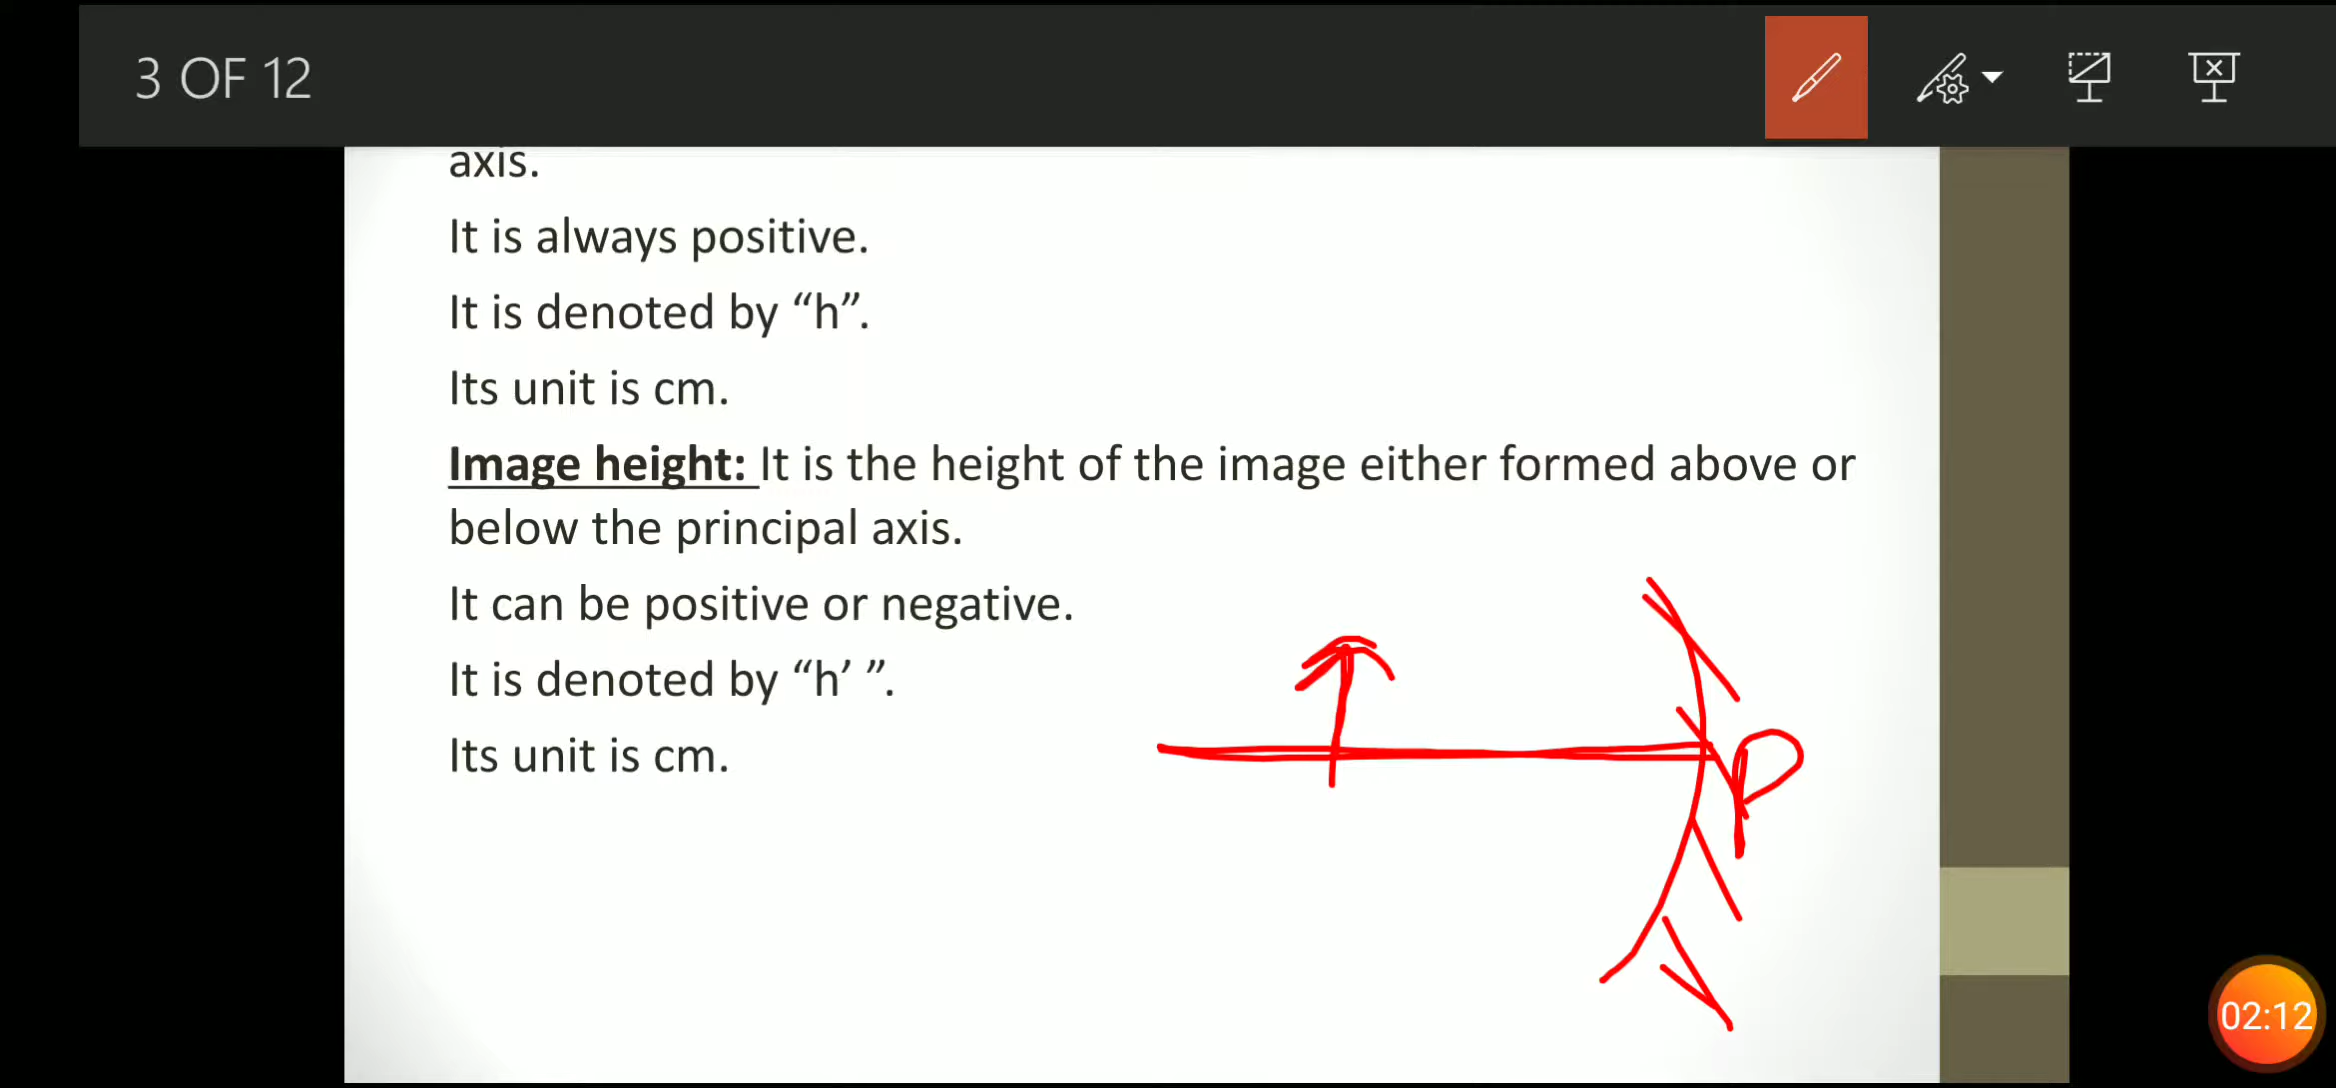 3 OF 12
axis.
It is always positive.
It is denoted by “h”.
Its unit is cm.
Image height: It is the height of the image either formed above or
below the principal axis.
It can be positive or negative.
It is denoted by “h’ ”.
Its unit is cm.
P
02:12